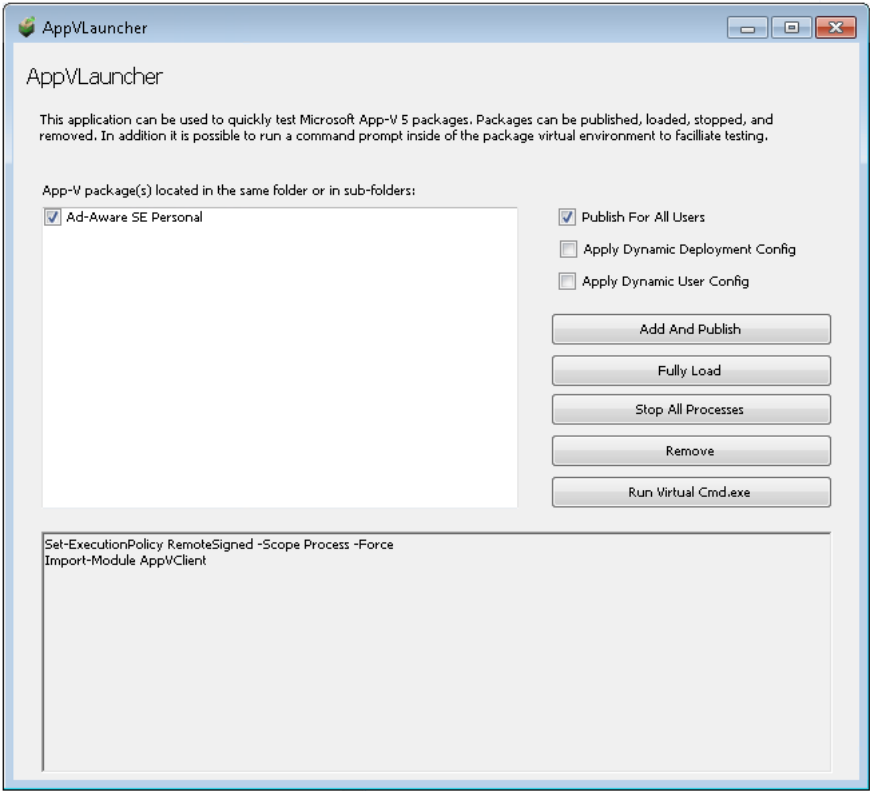 AppVLauncher
AppVLauncher
This application can be used to quickly test Microsoft App-V 5 packages. Packages can be published, loaded, stopped, and
removed. In addition it is possible to run a command prompt inside of the package virtual environment to facilliate testing.
App-V package(s) located in the same folder or in sub-folders:
Ad-Aware SE Personal
Publish For All Users
Apply Dynamic Deployment Config
Apply Dynamic User Config
Add And Publish
Fully Load
Stop All Processes
Remove
Run Virtual Cmd.exe
Set-ExecutionPolicy RemoteSigned -Scope Process -Force
Import-Module AppVClient